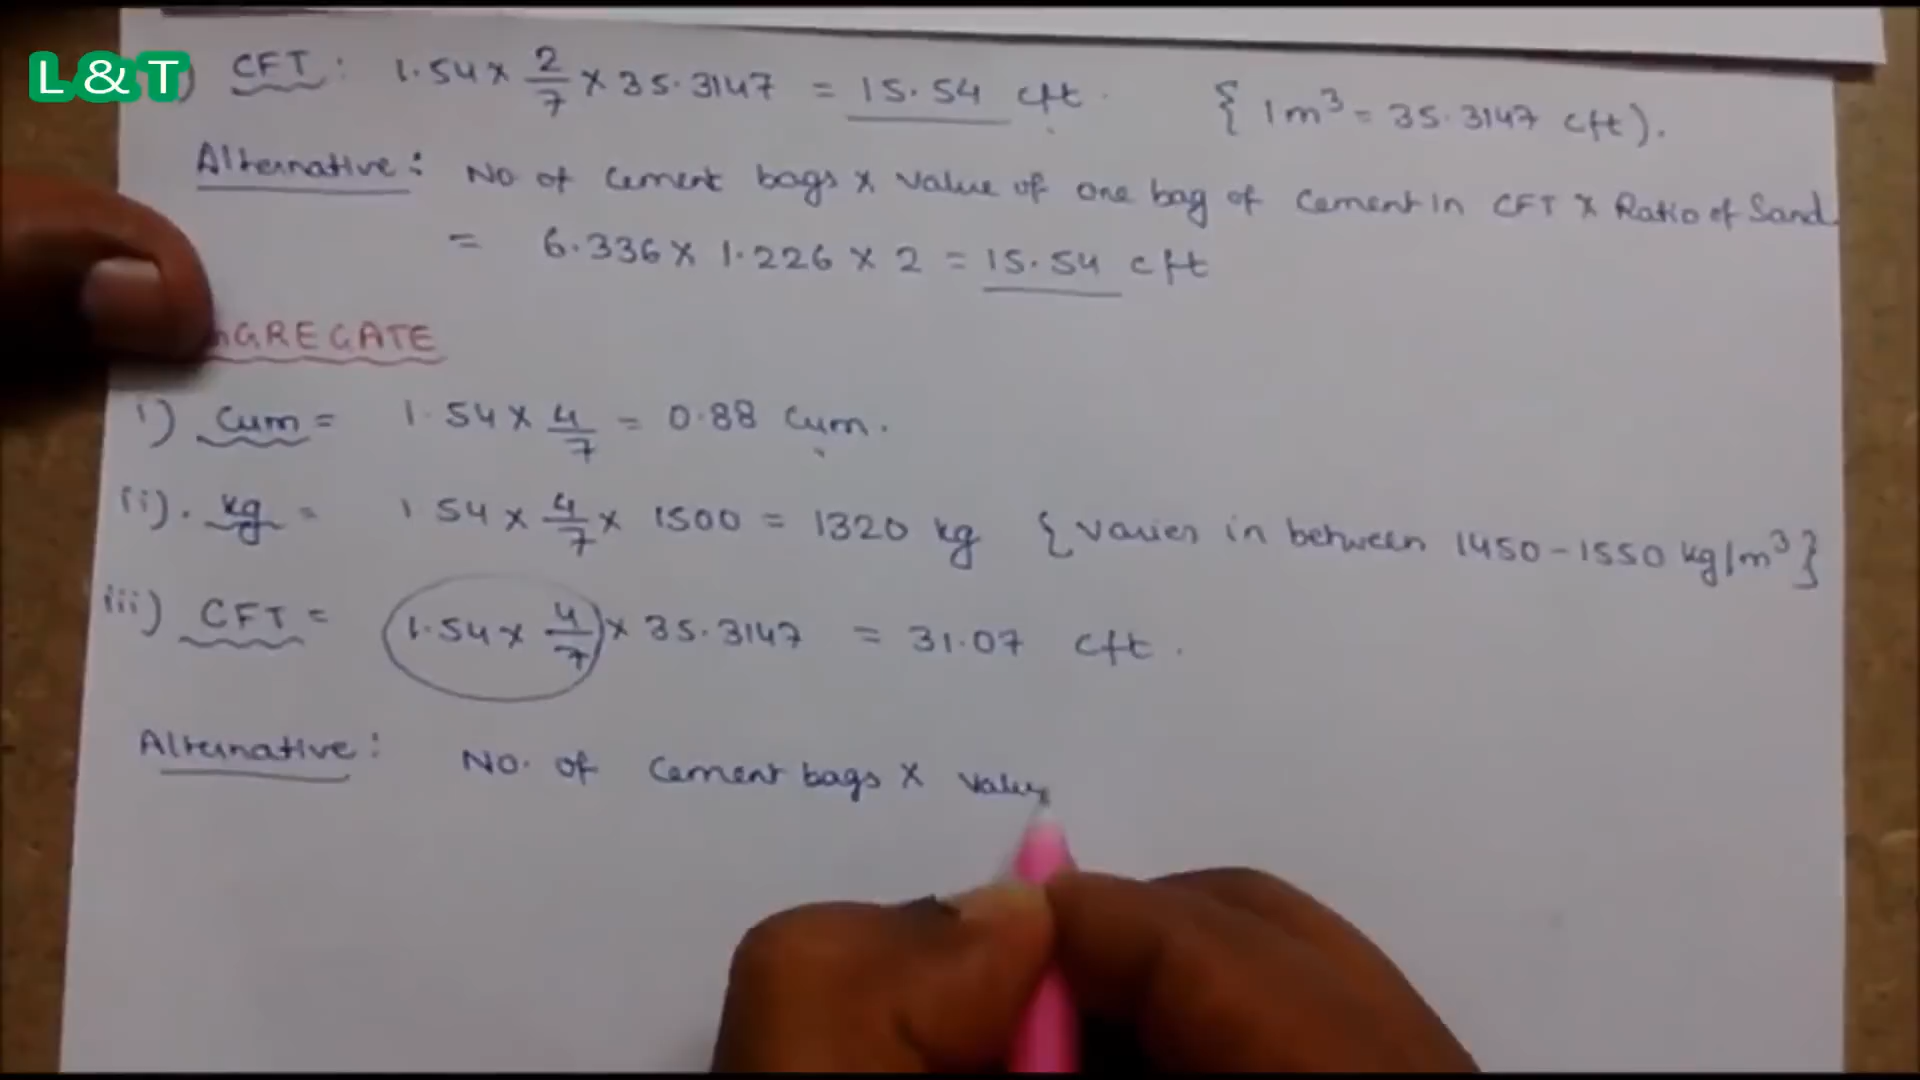 L&T
) CFT : 1.54 × 2/7 × 35.3147 = 15.54 cft. { 1m³ = 35.3147 cft).
Alternative : No of Cement bags × Value of one bag of Cement in CFT × Ratio of Sand
= 6.336 × 1.226 × 2 = 15.54 cft
GREGATE
i) Cum = 1.54 × 4/7 = 0.88 Cum.
(ii). kg = 1.54 × 4/7 × 1500 = 1320 kg { varies in between 1450-1550 kg/m³}
iii) CFT = 1.54 × 4/7 × 35.3147 = 31.07 cft.
Alternative : No. of Cement bags × Value